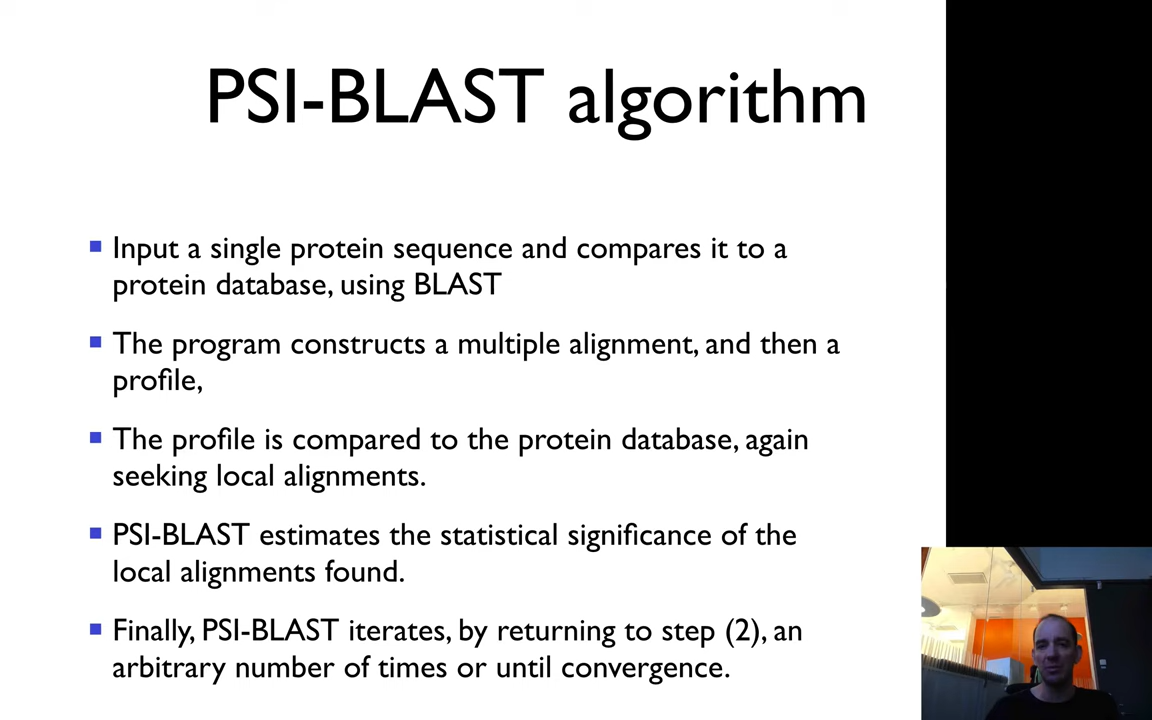 PSI-BLAST algorithm
Input a single protein sequence and compares it to a
protein database, using BLAST
The program constructs a multiple alignment, and then a
profile,
The profile is compared to the protein database, again
seeking local alignments.
PSI-BLAST estimates the statistical significance of the
local alignments found.
Finally, PSI-BLAST iterates, by returning to step (2), an
arbitrary number of times or until convergence.